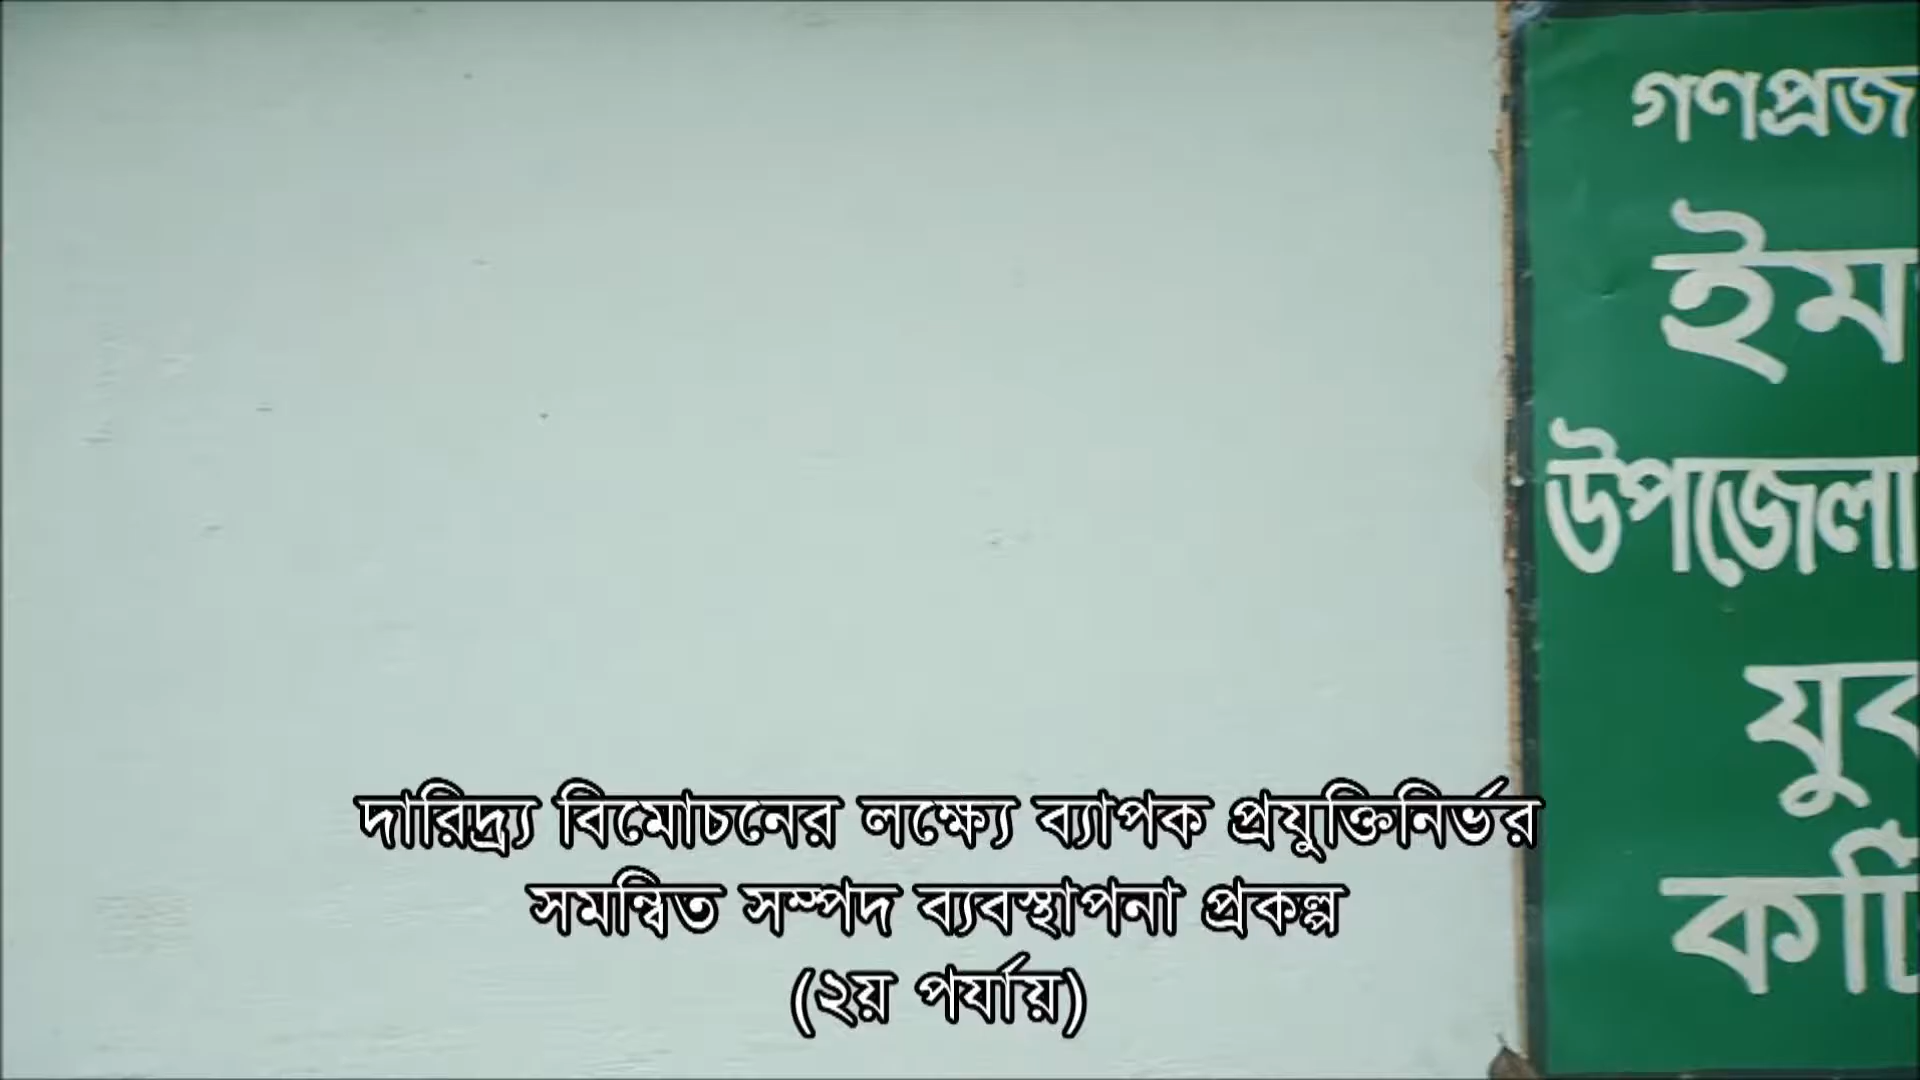 গণপ্রজ
ইম
উপজেলা
যুব
দারিদ্র্য বিমোচনের লক্ষ্যে ব্যাপক প্রযুক্তিনির্ভর
সমন্বিত সম্পদ ব্যবস্থাপনা প্রকল্প
(২য় পর্যায়)